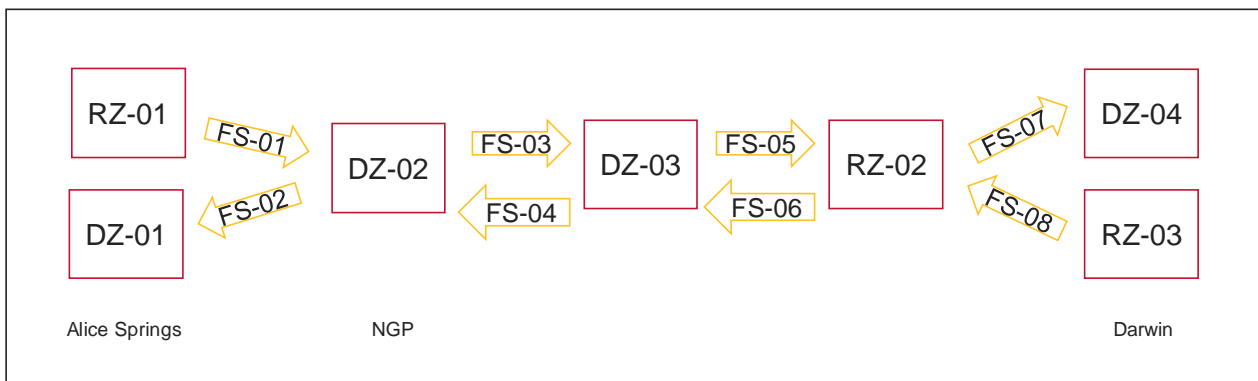 RZ-01
DZ-01
FS-01
FS-02
DZ-02
FS-03
FS-04
DZ-03
FS-05
FS-06
RZ-02
FS-07
FS-08
DZ-04
RZ-03
Alice Springs
NGP
Darwin